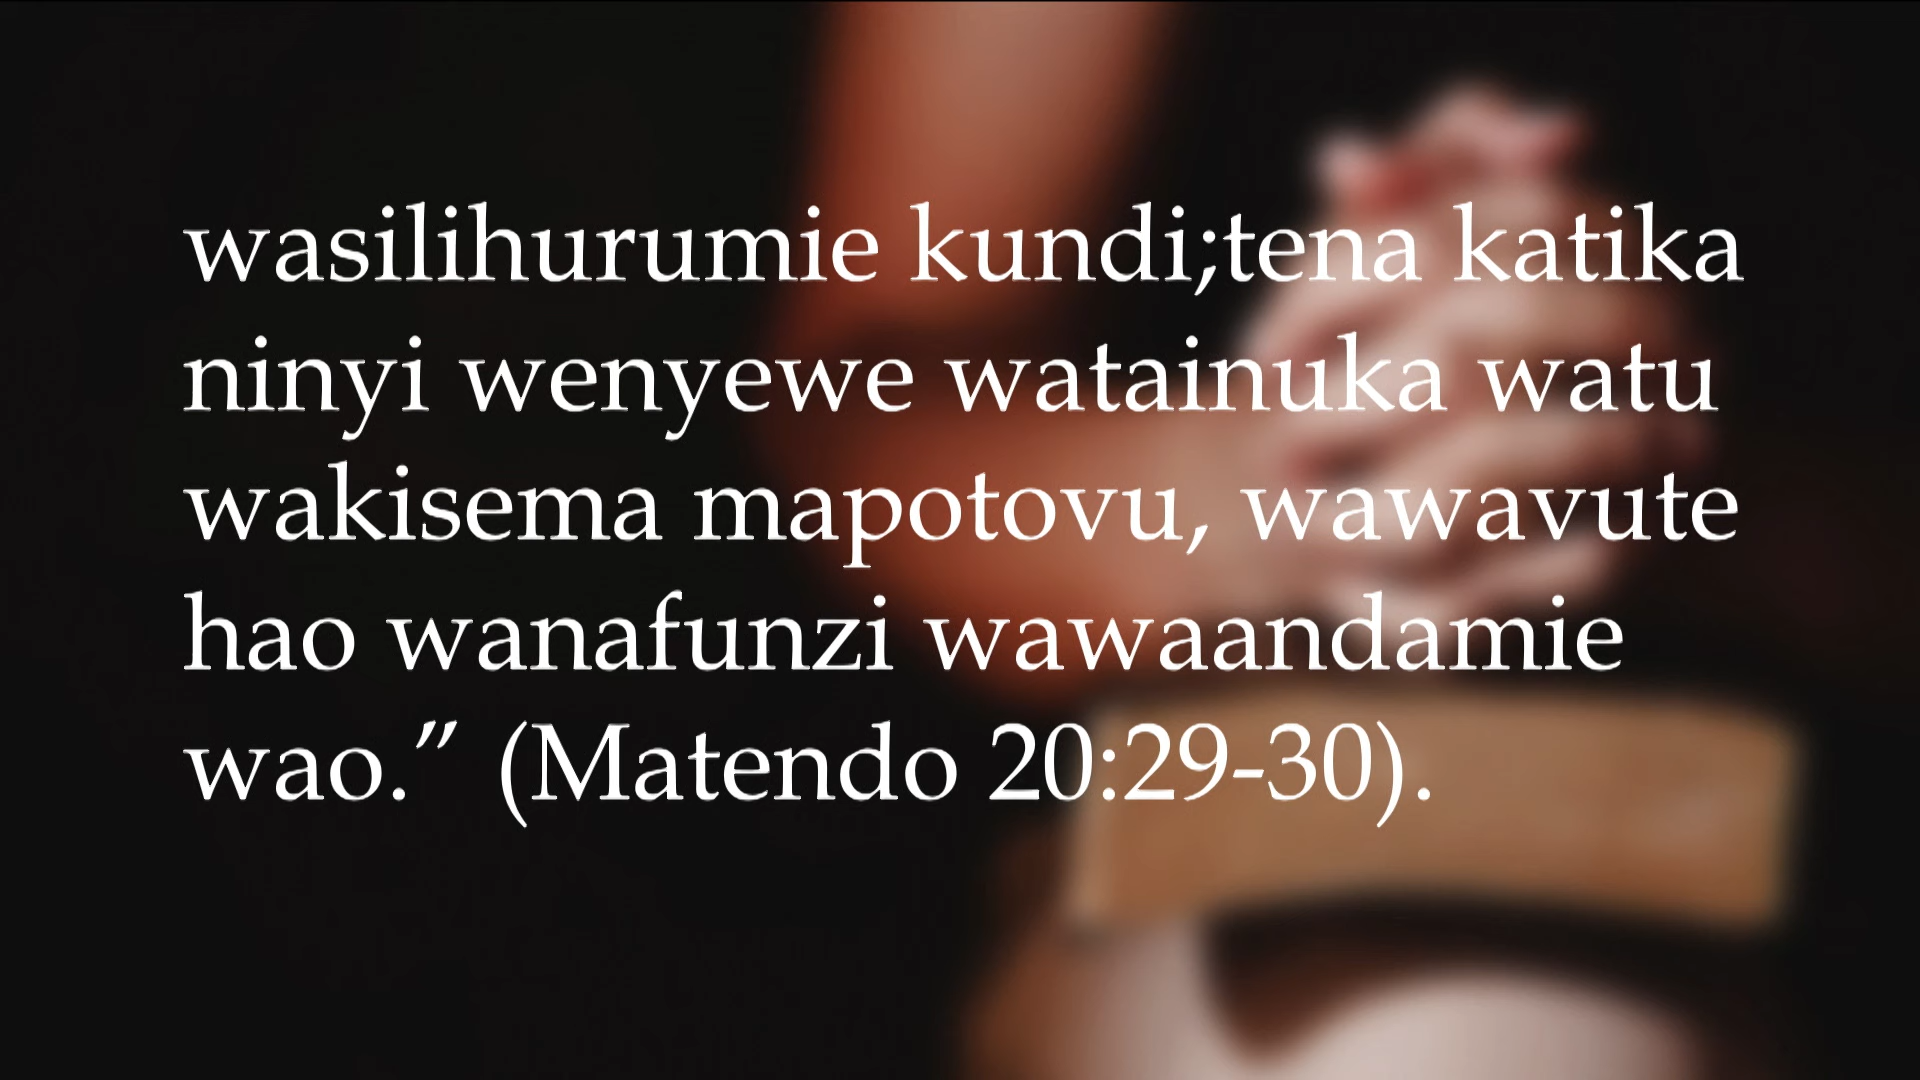 wasilihurumie kundi;tena katika
ninyi wenyewe watainuka watu
wakisema mapotovu, wawavute
hao wanafunzi wawaandamie
wao.” (Matendo 20:29-30).